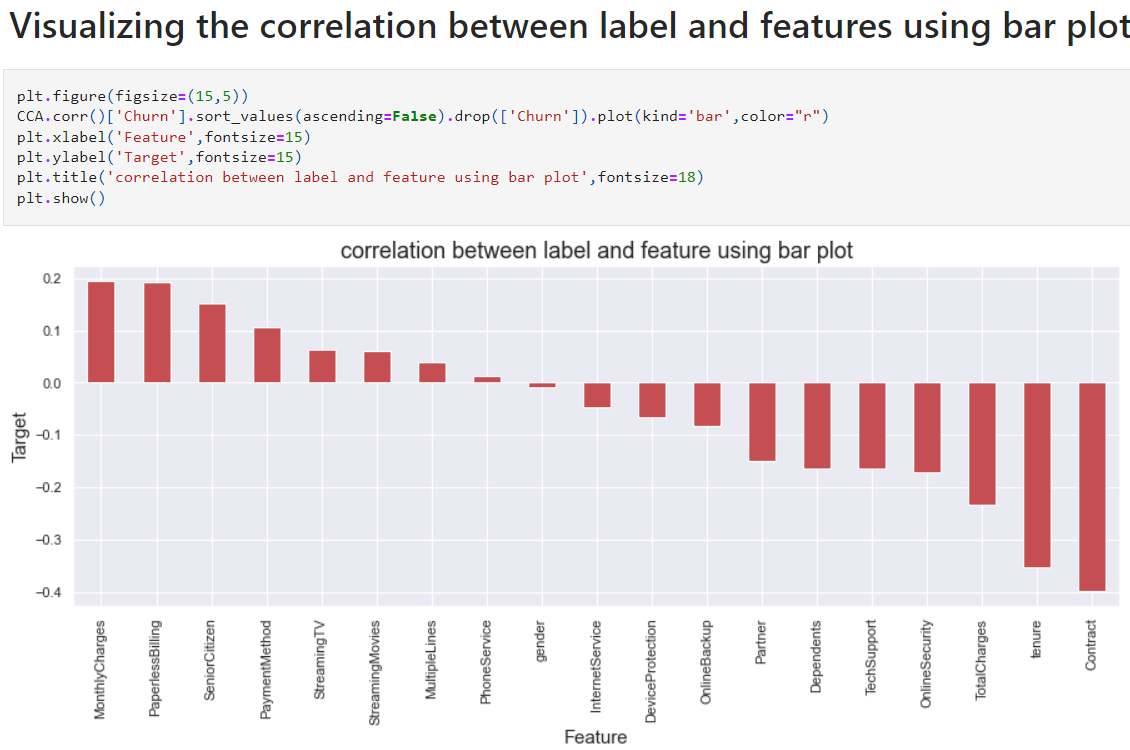 Visualizing the correlation between label and features using bar plot
plt.figure(figsize=(15,5))
CCA.corr()['Churn'].sort_values(ascending=False).drop(['Churn']).plot(kind='bar',color="r")
plt.xlabel('Feature',fontsize=15)
plt.ylabel('Target',fontsize=15)
plt.title('correlation between label and feature using bar plot',fontsize=18)
plt.show()
correlation between label and feature using bar plot
0.2
0.1
0.0
−0.1
−0.2
−0.3
−0.4
Target
MonthlyCharges
PaperlessBilling
SeniorCitizen
PaymentMethod
StreamingTV
StreamingMovies
MultipleLines
PhoneService
gender
InternetService
DeviceProtection
OnlineBackup
Partner
Dependents
TechSupport
OnlineSecurity
TotalCharges
tenure
Contract
Feature